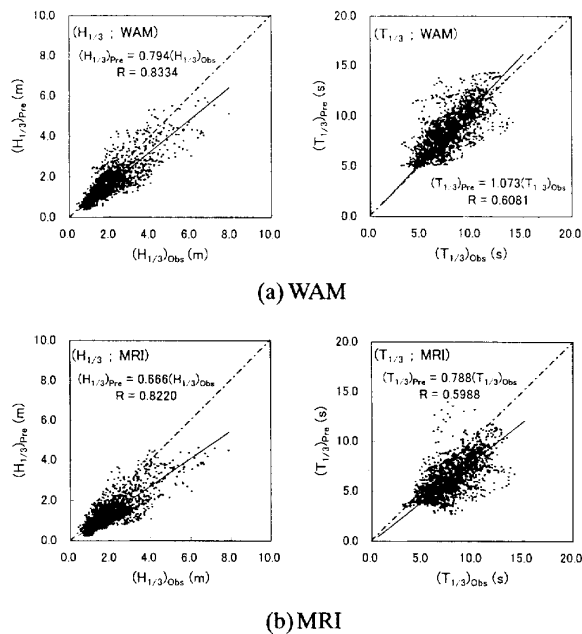 (H1/3 ; WAM)
(H1/3)Pre = 0.794(H1/3)Obs
R = 0.8334
(H1/3)Pre (m)
10.0
8.0
6.0
4.0
2.0
0.0
0.0 2.0 4.0 6.0 8.0 10.0
(H1/3)Obs (m)
(T1/3 ; WAM)
(T1/3)Pre = 1.073(T1/3)Obs
R = 0.6081
(T1/3)Pre (s)
20.0
15.0
10.0
5.0
0.0
0.0 5.0 10.0 15.0 20.0
(T1/3)Obs (s)
(a) WAM
(H1/3 ; MRI)
(H1/3)Pre = 0.666(H1/3)Obs
R = 0.8220
(H1/3)Pre (m)
10.0
8.0
6.0
4.0
2.0
0.0
0.0 2.0 4.0 6.0 8.0 10.0
(H1/3)Obs (m)
(T1/3 ; MRI)
(T1/3)Pre = 0.788(T1/3)Obs
R = 0.5988
(T1/3)Pre (s)
20.0
15.0
10.0
5.0
0.0
0.0 5.0 10.0 15.0 20.0
(T1/3)Obs (s)
(b) MRI